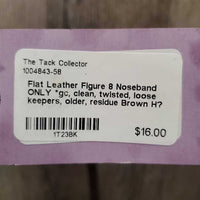 The Tack Collector
1004843-58
Flat Leather Figure 8 Noseband
ONLY *gc, clean, twisted, loose
keepers, older, residue Brown H?
1T23BK
$16.00